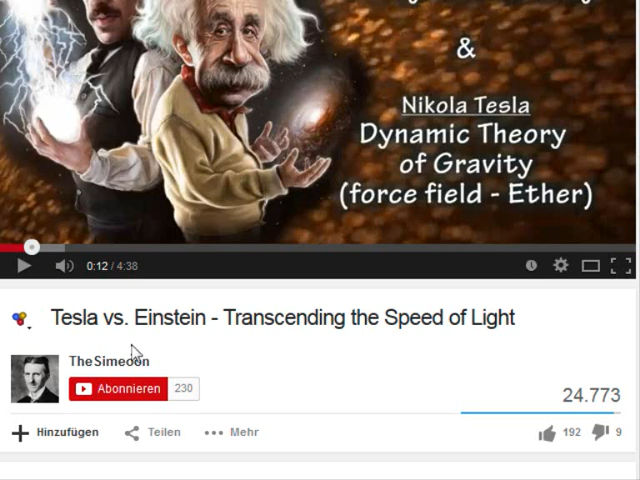 &
Nikola Tesla
Dynamic Theory
of Gravity
(force field - Ether)
0:12 / 4:38
Tesla vs. Einstein - Transcending the Speed of Light
TheSimeon
Abonnieren 230
24.773
Hinzufügen Teilen Mehr 192 9